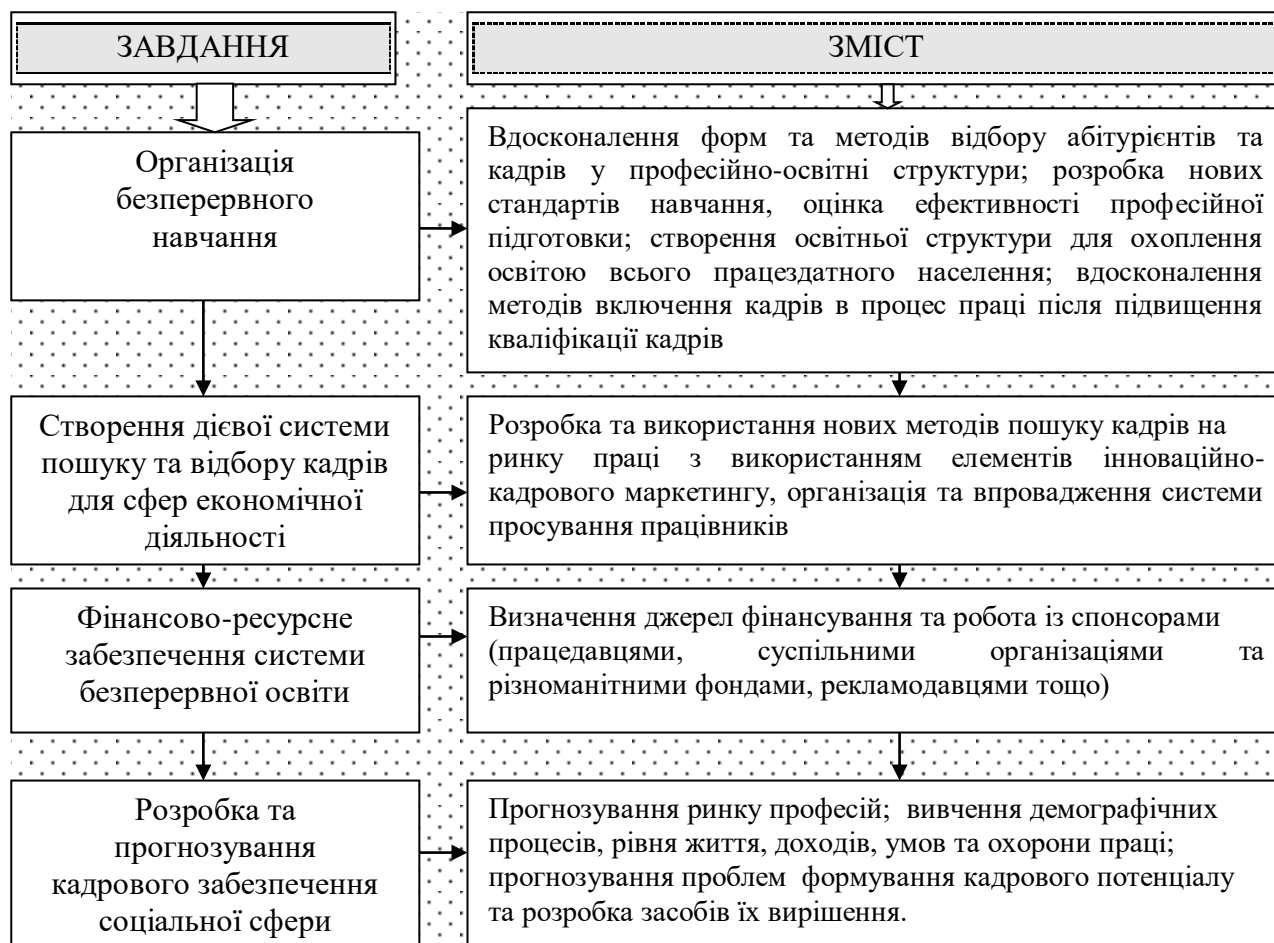 ЗАВДАННЯ
ЗМІСТ
Організація
безперервного
навчання
Вдосконалення форм та методів відбору абітурієнтів та
кадрів у професійно-освітні структури; розробка нових
стандартів навчання, оцінка ефективності професійної
підготовки; створення освітньої структури для охоплення
освітою всього працездатного населення; вдосконалення
методів включення кадрів в процес праці після підвищення
кваліфікації кадрів
Створення дієвої системи
пошуку та відбору кадрів
для сфер економічної
діяльності
Розробка та використання нових методів пошуку кадрів на
ринку праці з використанням елементів інноваційно-
кадрового маркетингу, організація та впровадження системи
просування працівників
Фінансово-ресурсне
забезпечення системи
безперервної освіти
Визначення джерел фінансування та робота із спонсорами
(працедавцями, суспільними організаціями та
різноманітними фондами, рекламодавцями тощо)
Розробка та
прогнозування
кадрового забезпечення
соціальної сфери
Прогнозування ринку професій; вивчення демографічних
процесів, рівня життя, доходів, умов та охорони праці;
прогнозування проблем формування кадрового потенціалу
та розробка засобів їх вирішення.